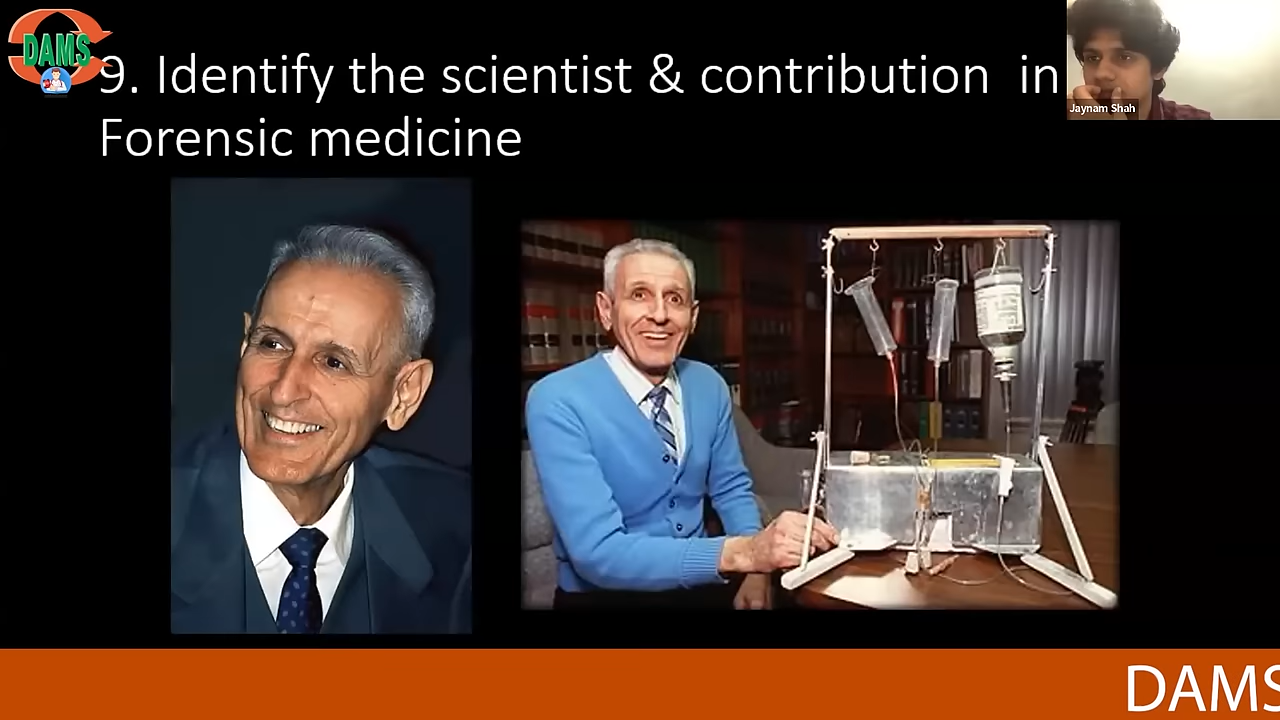 DAMS
9. Identify the scientist & contribution in
Forensic medicine
Jaynam Shah
DAMS